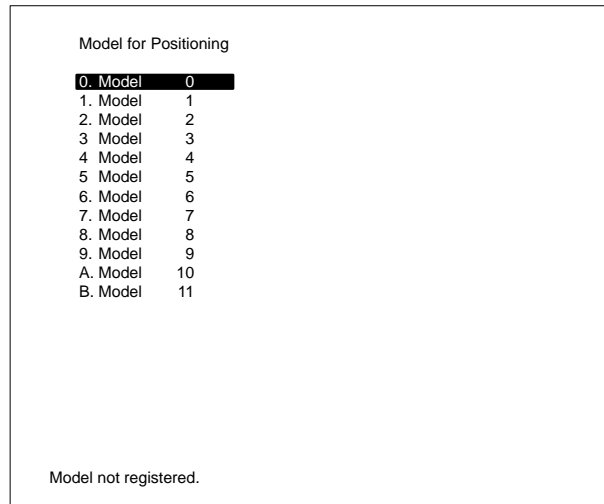 Model for Positioning
0. Model 0
1. Model 1
2. Model 2
3 Model 3
4 Model 4
5 Model 5
6. Model 6
7. Model 7
8. Model 8
9. Model 9
A. Model 10
B. Model 11
Model not registered.